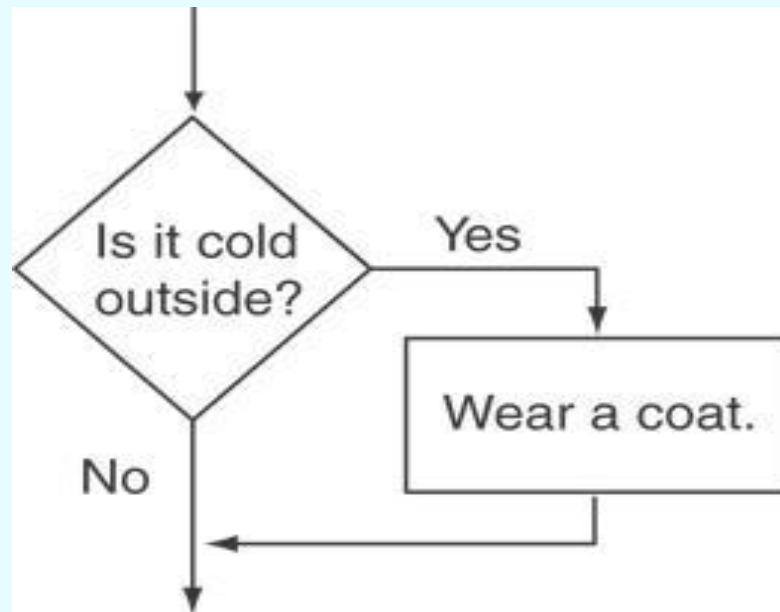 Is it cold
outside?
Yes
Wear a coat.
No